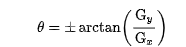 θ = ± arctan(G_y / G_x)